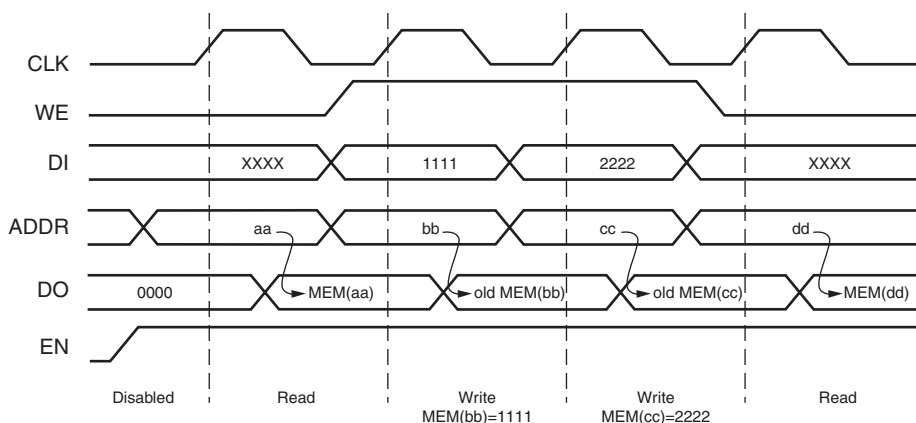 CLK
WE
DI XXXX 1111 2222 XXXX
ADDR aa bb cc dd
DO 0000 MEM(aa) old MEM(bb) old MEM(cc) MEM(dd)
EN
Disabled Read Write Write Read
MEM(bb)=1111 MEM(cc)=2222